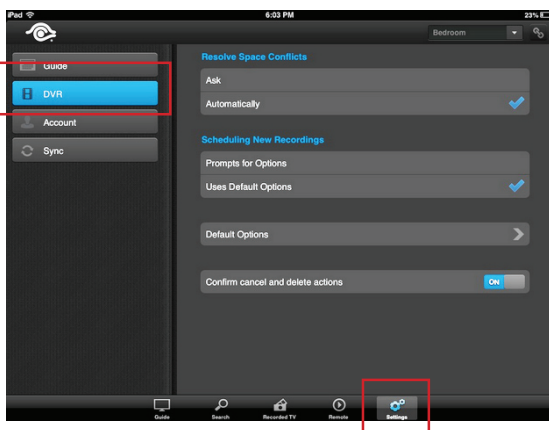 iPad 6:03 PM 23%
Bedroom
Guide
DVR
Account
Sync
Resolve Space Conflicts
Ask
Automatically
Scheduling New Recordings
Prompts for Options
Uses Default Options
Default Options
Confirm cancel and delete actions ON
Guide Search Recorded TV Remote Settings